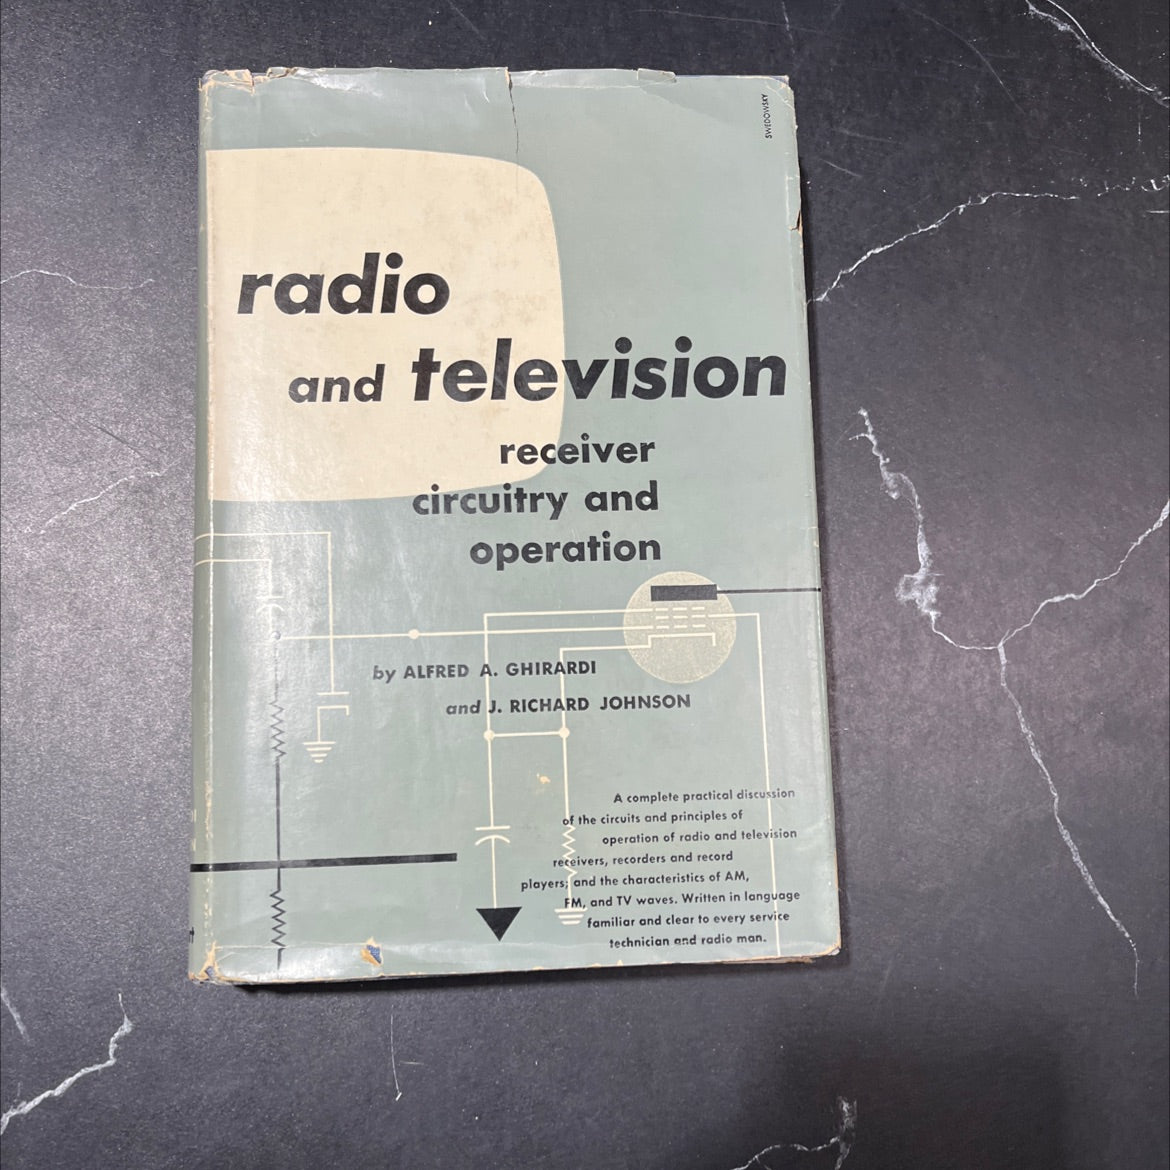 SWEDOWSKY
radio
and television
receiver
circuitry and
operation
by ALFRED A. GHIRARDI
and J. RICHARD JOHNSON
A complete practical discussion
of the circuits and principles of
operation of radio and television
receivers, recorders and record
players; and the characteristics of AM,
FM, and TV waves. Written in language
familiar and clear to every service
technician and radio man.